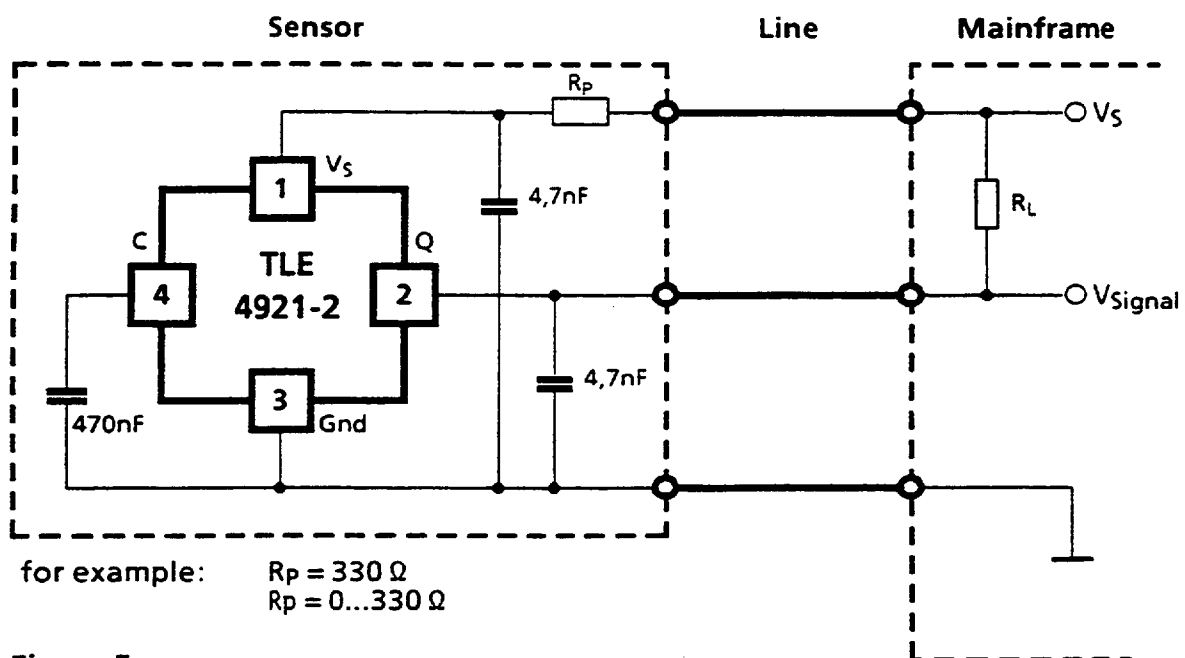 Sensor
Line
Mainframe
RP
VS
1
VS
4,7nF
RL
C
Q
TLE
4921-2
4
2
VSignal
4,7nF
3
470nF
Gnd
for example: RP = 330 Ω
Rp = 0...330 Ω